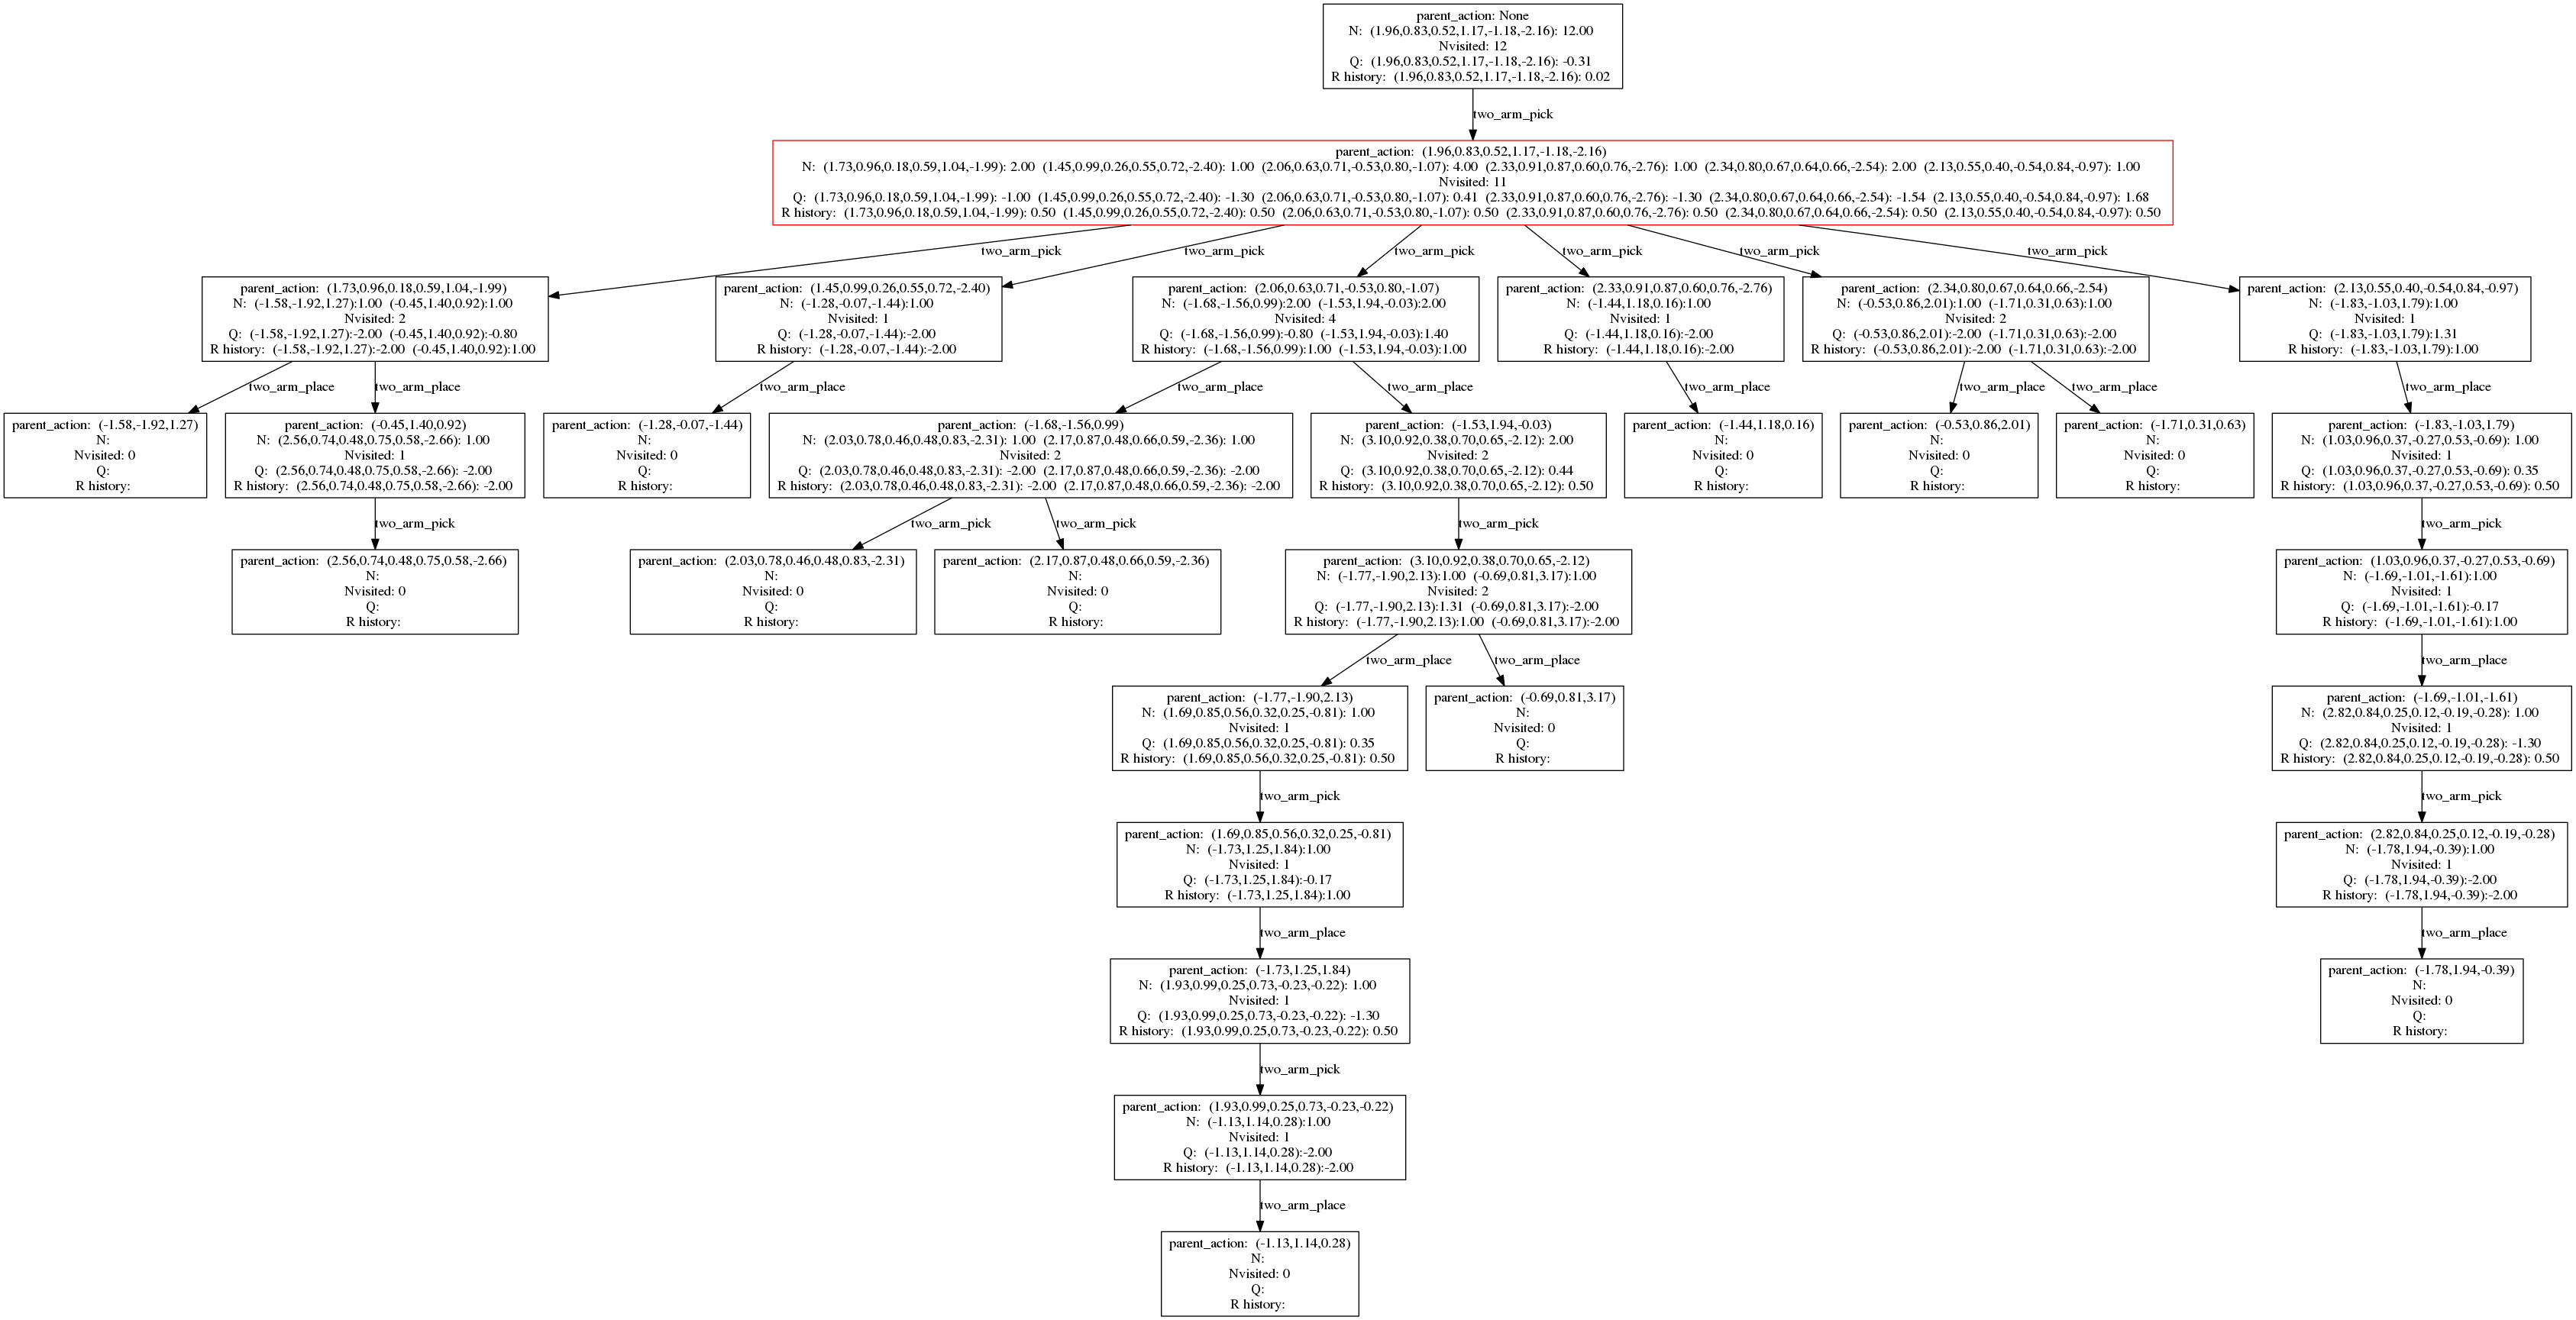 parent_action: None
N: (1.96,0.83,0.52,1.17,-1.18,-2.16): 12.00
Nvisited: 12
Q: (1.96,0.83,0.52,1.17,-1.18,-2.16): -0.31
R history: (1.96,0.83,0.52,1.17,-1.18,-2.16): 0.02
two_arm_pick
parent_action: (1.96,0.83,0.52,1.17,-1.18,-2.16)
N: (1.73,0.96,0.18,0.59,1.04,-1.99): 2.00 (1.45,0.99,0.26,0.55,0.72,-2.40): 1.00 (2.06,0.63,0.71,-0.53,0.80,-1.07): 4.00 (2.33,0.91,0.87,0.60,0.76,-2.76): 1.00 (2.34,0.80,0.67,0.64,0.66,-2.54): 2.00 (2.13,0.55,0.40,-0.54,0.84,-0.97): 1.00
Nvisited: 11
Q: (1.73,0.96,0.18,0.59,1.04,-1.99): -1.00 (1.45,0.99,0.26,0.55,0.72,-2.40): -1.30 (2.06,0.63,0.71,-0.53,0.80,-1.07): 0.41 (2.33,0.91,0.87,0.60,0.76,-2.76): -1.30 (2.34,0.80,0.67,0.64,0.66,-2.54): -1.54 (2.13,0.55,0.40,-0.54,0.84,-0.97): 1.68
R history: (1.73,0.96,0.18,0.59,1.04,-1.99): 0.50 (1.45,0.99,0.26,0.55,0.72,-2.40): 0.50 (2.06,0.63,0.71,-0.53,0.80,-1.07): 0.50 (2.33,0.91,0.87,0.60,0.76,-2.76): 0.50 (2.34,0.80,0.67,0.64,0.66,-2.54): 0.50 (2.13,0.55,0.40,-0.54,0.84,-0.97): 0.50
two_arm_pick
two_arm_pick
two_arm_pick
two_arm_pick
two_arm_pick
two_arm_pick
parent_action: (1.73,0.96,0.18,0.59,1.04,-1.99)
N: (-1.58,-1.92,1.27):1.00 (-0.45,1.40,0.92):1.00
Nvisited: 2
Q: (-1.58,-1.92,1.27):-2.00 (-0.45,1.40,0.92):-0.80
R history: (-1.58,-1.92,1.27):-2.00 (-0.45,1.40,0.92):1.00
parent_action: (1.45,0.99,0.26,0.55,0.72,-2.40)
N: (-1.28,-0.07,-1.44):1.00
Nvisited: 1
Q: (-1.28,-0.07,-1.44):-2.00
R history: (-1.28,-0.07,-1.44):-2.00
parent_action: (2.06,0.63,0.71,-0.53,0.80,-1.07)
N: (-1.68,-1.56,0.99):2.00 (-1.53,1.94,-0.03):2.00
Nvisited: 4
Q: (-1.68,-1.56,0.99):-0.80 (-1.53,1.94,-0.03):1.40
R history: (-1.68,-1.56,0.99):1.00 (-1.53,1.94,-0.03):1.00
parent_action: (2.33,0.91,0.87,0.60,0.76,-2.76)
N: (-1.44,1.18,0.16):1.00
Nvisited: 1
Q: (-1.44,1.18,0.16):-2.00
R history: (-1.44,1.18,0.16):-2.00
parent_action: (2.34,0.80,0.67,0.64,0.66,-2.54)
N: (-0.53,0.86,2.01):1.00 (-1.71,0.31,0.63):1.00
Nvisited: 2
Q: (-0.53,0.86,2.01):-2.00 (-1.71,0.31,0.63):-2.00
R history: (-0.53,0.86,2.01):-2.00 (-1.71,0.31,0.63):-2.00
parent_action: (2.13,0.55,0.40,-0.54,0.84,-0.97)
N: (-1.83,-1.03,1.79):1.00
Nvisited: 1
Q: (-1.83,-1.03,1.79):1.31
R history: (-1.83,-1.03,1.79):1.00
two_arm_place
two_arm_place
two_arm_place
two_arm_place
two_arm_place
two_arm_place
two_arm_place
two_arm_place
two_arm_place
parent_action: (-1.58,-1.92,1.27)
N:
Nvisited: 0
Q:
R history:
parent_action: (-0.45,1.40,0.92)
N: (2.56,0.74,0.48,0.75,0.58,-2.66): 1.00
Nvisited: 1
Q: (2.56,0.74,0.48,0.75,0.58,-2.66): -2.00
R history: (2.56,0.74,0.48,0.75,0.58,-2.66): -2.00
parent_action: (-1.28,-0.07,-1.44)
N:
Nvisited: 0
Q:
R history:
parent_action: (-1.68,-1.56,0.99)
N: (2.03,0.78,0.46,0.48,0.83,-2.31): 1.00 (2.17,0.87,0.48,0.66,0.59,-2.36): 1.00
Nvisited: 2
Q: (2.03,0.78,0.46,0.48,0.83,-2.31): -2.00 (2.17,0.87,0.48,0.66,0.59,-2.36): -2.00
R history: (2.03,0.78,0.46,0.48,0.83,-2.31): -2.00 (2.17,0.87,0.48,0.66,0.59,-2.36): -2.00
parent_action: (-1.53,1.94,-0.03)
N: (3.10,0.92,0.38,0.70,0.65,-2.12): 2.00
Nvisited: 2
Q: (3.10,0.92,0.38,0.70,0.65,-2.12): 0.44
R history: (3.10,0.92,0.38,0.70,0.65,-2.12): 0.50
parent_action: (-1.44,1.18,0.16)
N:
Nvisited: 0
Q:
R history:
parent_action: (-0.53,0.86,2.01)
N:
Nvisited: 0
Q:
R history:
parent_action: (-1.71,0.31,0.63)
N:
Nvisited: 0
Q:
R history:
parent_action: (-1.83,-1.03,1.79)
N: (1.03,0.96,0.37,-0.27,0.53,-0.69): 1.00
Nvisited: 1
Q: (1.03,0.96,0.37,-0.27,0.53,-0.69): 0.35
R history: (1.03,0.96,0.37,-0.27,0.53,-0.69): 0.50
two_arm_pick
two_arm_pick
two_arm_pick
two_arm_pick
two_arm_pick
parent_action: (2.56,0.74,0.48,0.75,0.58,-2.66)
N:
Nvisited: 0
Q:
R history:
parent_action: (2.03,0.78,0.46,0.48,0.83,-2.31)
N:
Nvisited: 0
Q:
R history:
parent_action: (2.17,0.87,0.48,0.66,0.59,-2.36)
N:
Nvisited: 0
Q:
R history:
parent_action: (3.10,0.92,0.38,0.70,0.65,-2.12)
N: (-1.77,-1.90,2.13):1.00 (-0.69,0.81,3.17):1.00
Nvisited: 2
Q: (-1.77,-1.90,2.13):1.31 (-0.69,0.81,3.17):-2.00
R history: (-1.77,-1.90,2.13):1.00 (-0.69,0.81,3.17):-2.00
parent_action: (1.03,0.96,0.37,-0.27,0.53,-0.69)
N: (-1.69,-1.01,-1.61):1.00
Nvisited: 1
Q: (-1.69,-1.01,-1.61):-0.17
R history: (-1.69,-1.01,-1.61):1.00
two_arm_place
two_arm_place
two_arm_place
parent_action: (-1.77,-1.90,2.13)
N: (1.69,0.85,0.56,0.32,0.25,-0.81): 1.00
Nvisited: 1
Q: (1.69,0.85,0.56,0.32,0.25,-0.81): 0.35
R history: (1.69,0.85,0.56,0.32,0.25,-0.81): 0.50
parent_action: (-0.69,0.81,3.17)
N:
Nvisited: 0
Q:
R history:
parent_action: (-1.69,-1.01,-1.61)
N: (2.82,0.84,0.25,0.12,-0.19,-0.28): 1.00
Nvisited: 1
Q: (2.82,0.84,0.25,0.12,-0.19,-0.28): -1.30
R history: (2.82,0.84,0.25,0.12,-0.19,-0.28): 0.50
two_arm_pick
two_arm_pick
parent_action: (1.69,0.85,0.56,0.32,0.25,-0.81)
N: (-1.73,1.25,1.84):1.00
Nvisited: 1
Q: (-1.73,1.25,1.84):-0.17
R history: (-1.73,1.25,1.84):1.00
parent_action: (2.82,0.84,0.25,0.12,-0.19,-0.28)
N: (-1.78,1.94,-0.39):1.00
Nvisited: 1
Q: (-1.78,1.94,-0.39):-2.00
R history: (-1.78,1.94,-0.39):-2.00
two_arm_place
two_arm_place
parent_action: (-1.73,1.25,1.84)
N: (1.93,0.99,0.25,0.73,-0.23,-0.22): 1.00
Nvisited: 1
Q: (1.93,0.99,0.25,0.73,-0.23,-0.22): -1.30
R history: (1.93,0.99,0.25,0.73,-0.23,-0.22): 0.50
parent_action: (-1.78,1.94,-0.39)
N:
Nvisited: 0
Q:
R history:
two_arm_pick
parent_action: (1.93,0.99,0.25,0.73,-0.23,-0.22)
N: (-1.13,1.14,0.28):1.00
Nvisited: 1
Q: (-1.13,1.14,0.28):-2.00
R history: (-1.13,1.14,0.28):-2.00
two_arm_place
parent_action: (-1.13,1.14,0.28)
N:
Nvisited: 0
Q:
R history: